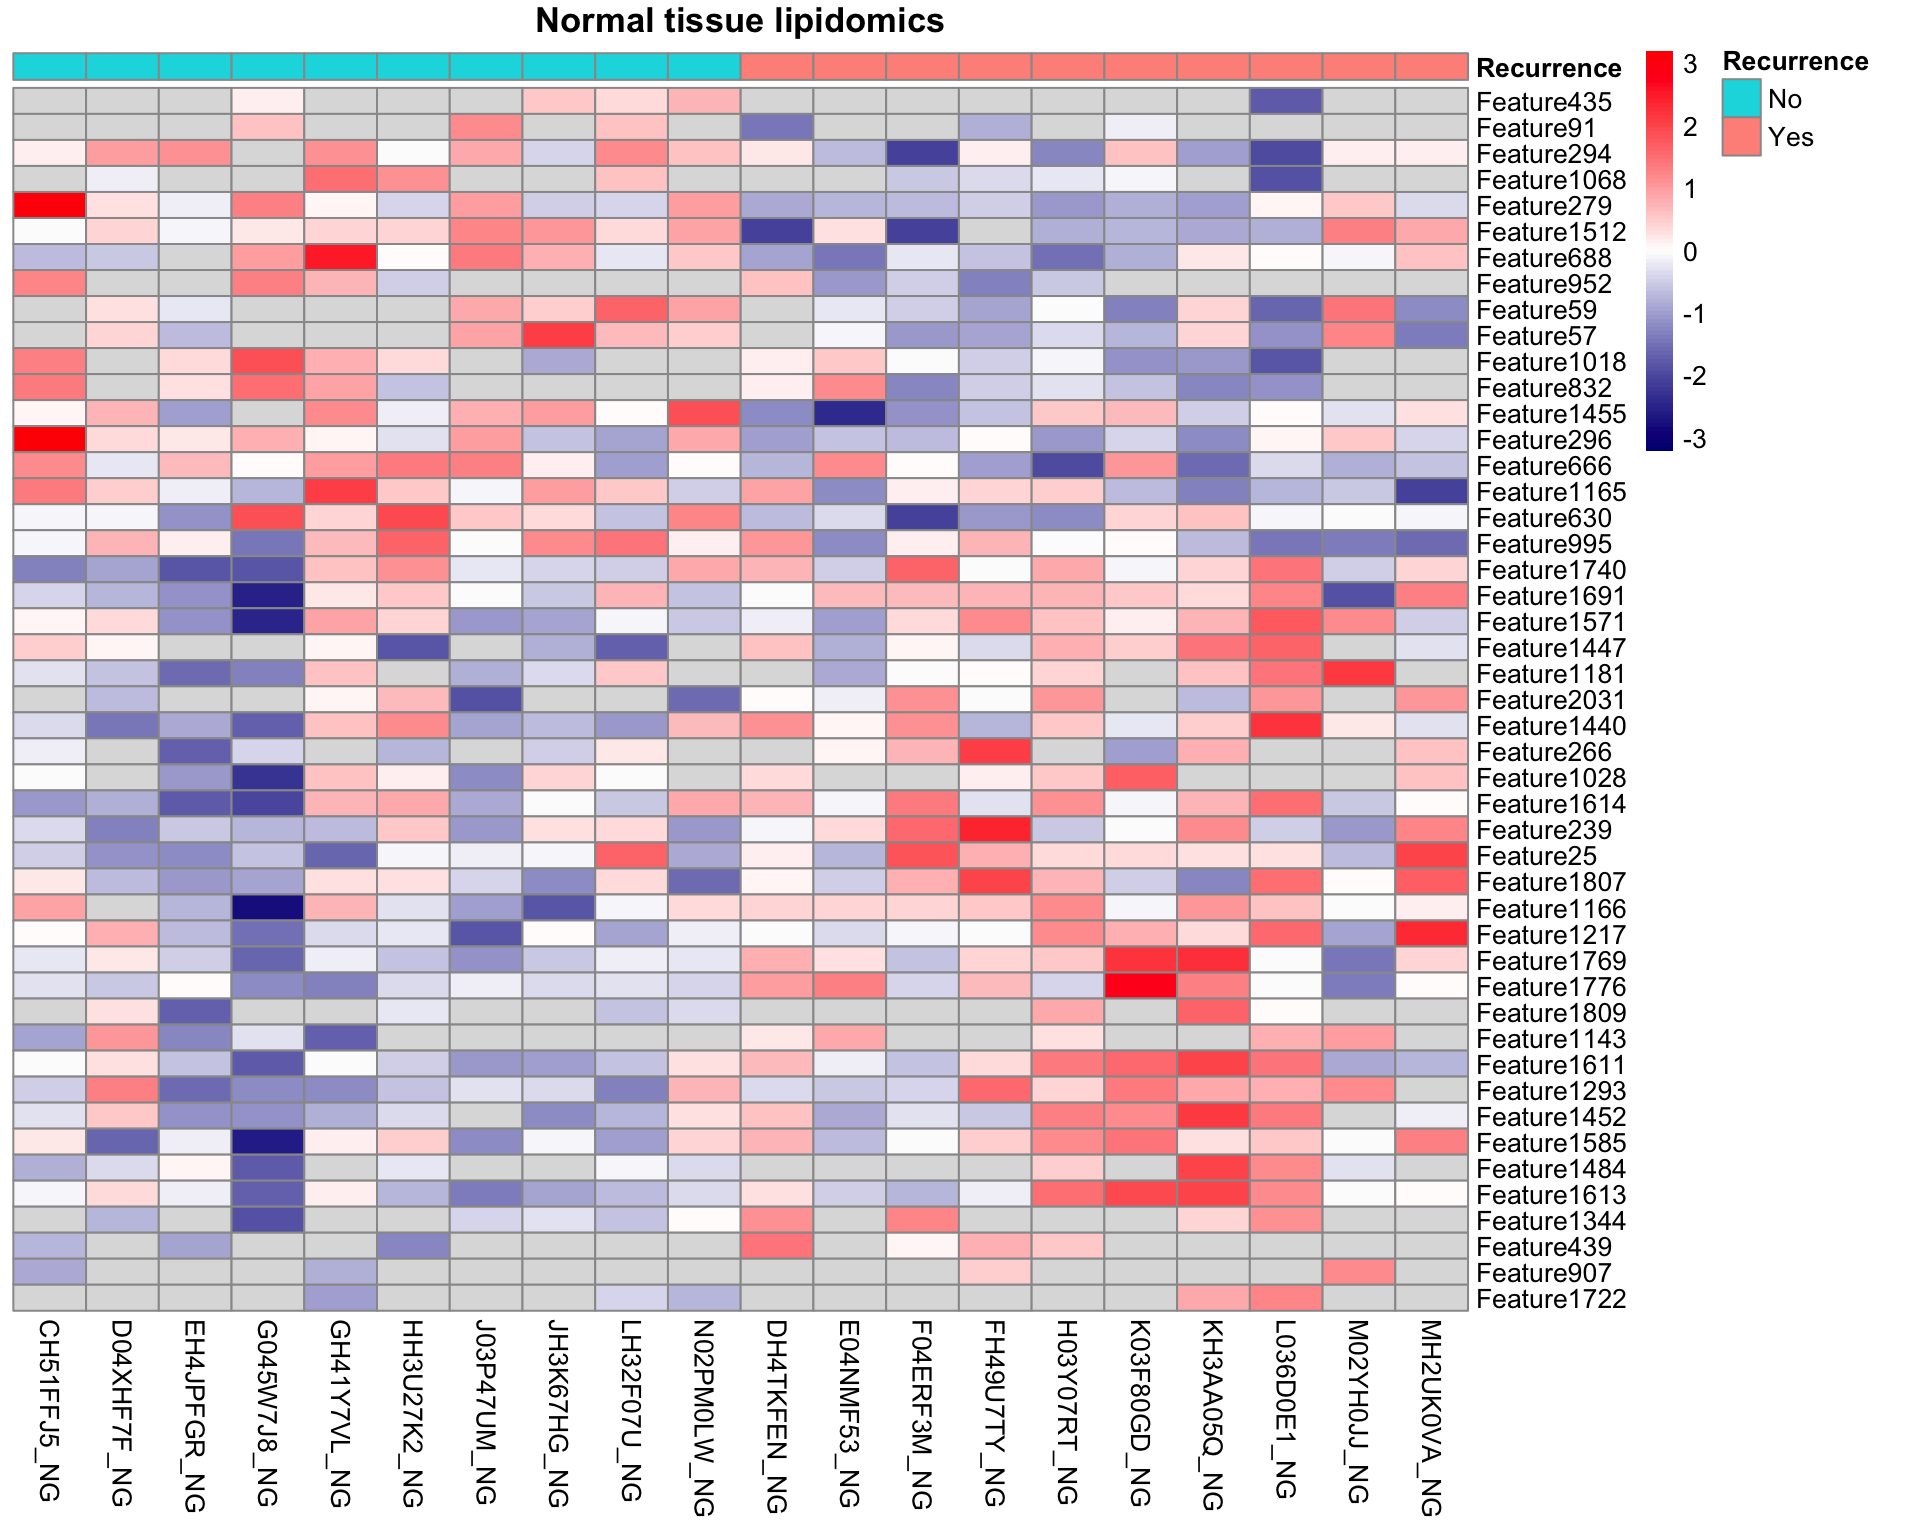 Normal tissue lipidomics
Recurrence
Feature435
Feature91
Feature294
Feature1068
Feature279
Feature1512
Feature688
Feature952
Feature59
Feature57
Feature1018
Feature832
Feature1455
Feature296
Feature666
Feature1165
Feature630
Feature995
Feature1740
Feature1691
Feature1571
Feature1447
Feature1181
Feature2031
Feature1440
Feature266
Feature1028
Feature1614
Feature239
Feature25
Feature1807
Feature1166
Feature1217
Feature1769
Feature1776
Feature1809
Feature1143
Feature1611
Feature1293
Feature1452
Feature1585
Feature1484
Feature1613
Feature1344
Feature439
Feature907
Feature1722
3
2
1
0
-1
-2
-3
Recurrence
No
Yes
CH51FFJ5_NG
D04XHF7F_NG
EH4JPFGR_NG
G045W7J8_NG
GH41Y7VL_NG
HH3U27K2_NG
J03P47UM_NG
JH3K67HG_NG
LH32F07U_NG
N02PM0LW_NG
DH4TKFEN_NG
E04NMF53_NG
F04ERF3M_NG
FH49U7TY_NG
H03Y07RT_NG
K03F80GD_NG
KH3AA05Q_NG
L036D0E1_NG
M02YH0JJ_NG
MH2UK0VA_NG